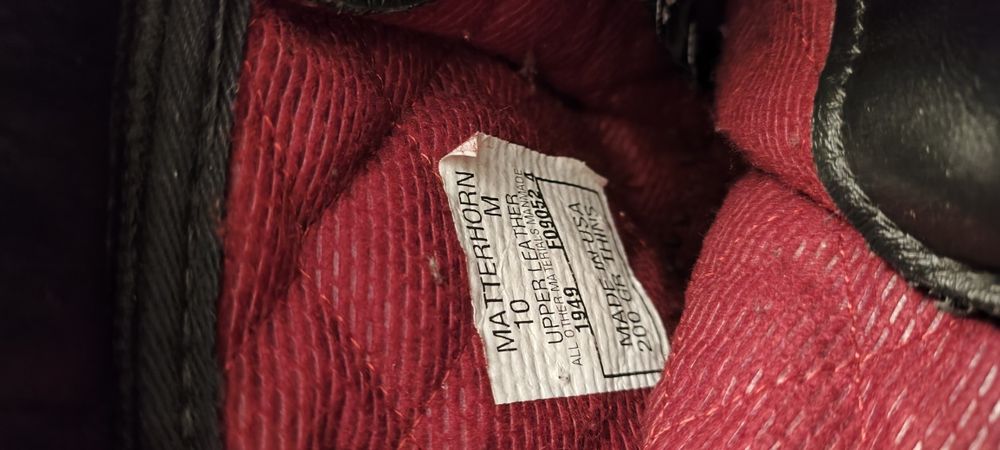 MATTERHORN
10 M
UPPER LEATHER
ALL OTHER MATERIALS MANMADE
1949 F09052 A
MADE IN USA
200 GR THINS.